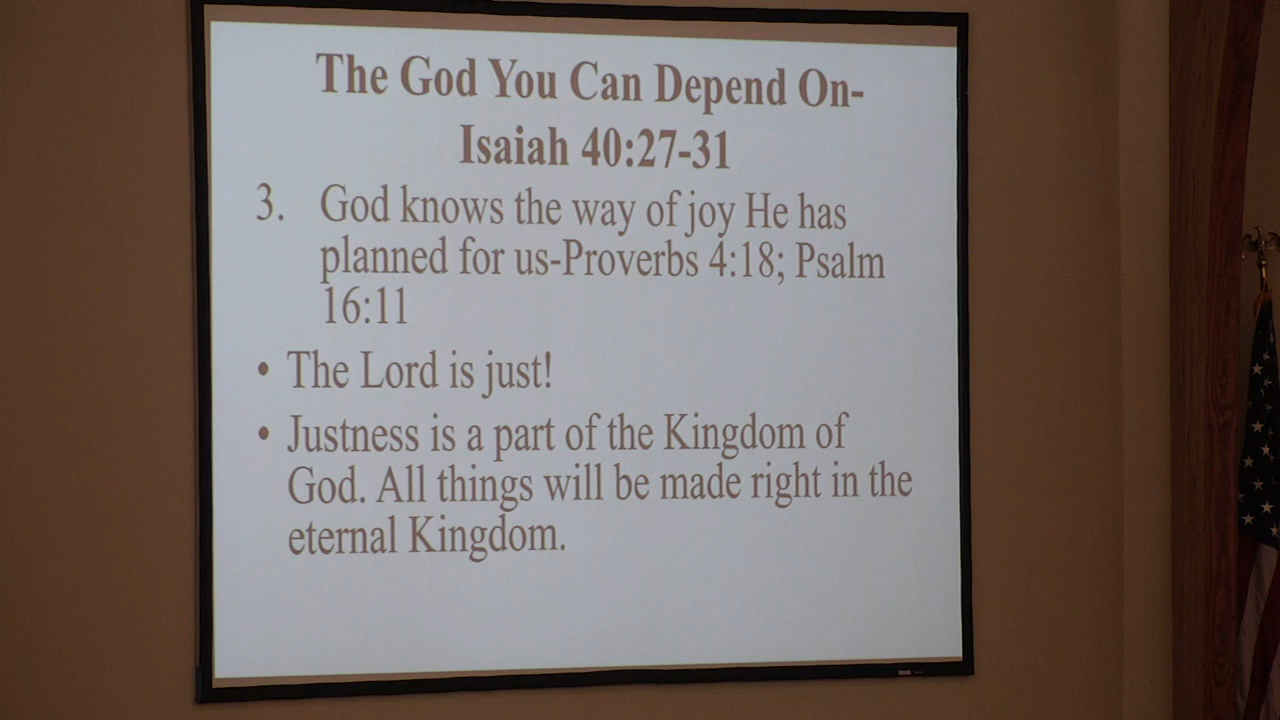 The God You Can Depend On-
Isaiah 40:27-31
3. God knows the way of joy He has
planned for us-Proverbs 4:18; Psalm
16:11
• The Lord is just!
• Justness is a part of the Kingdom of
God. All things will be made right in the
eternal Kingdom.